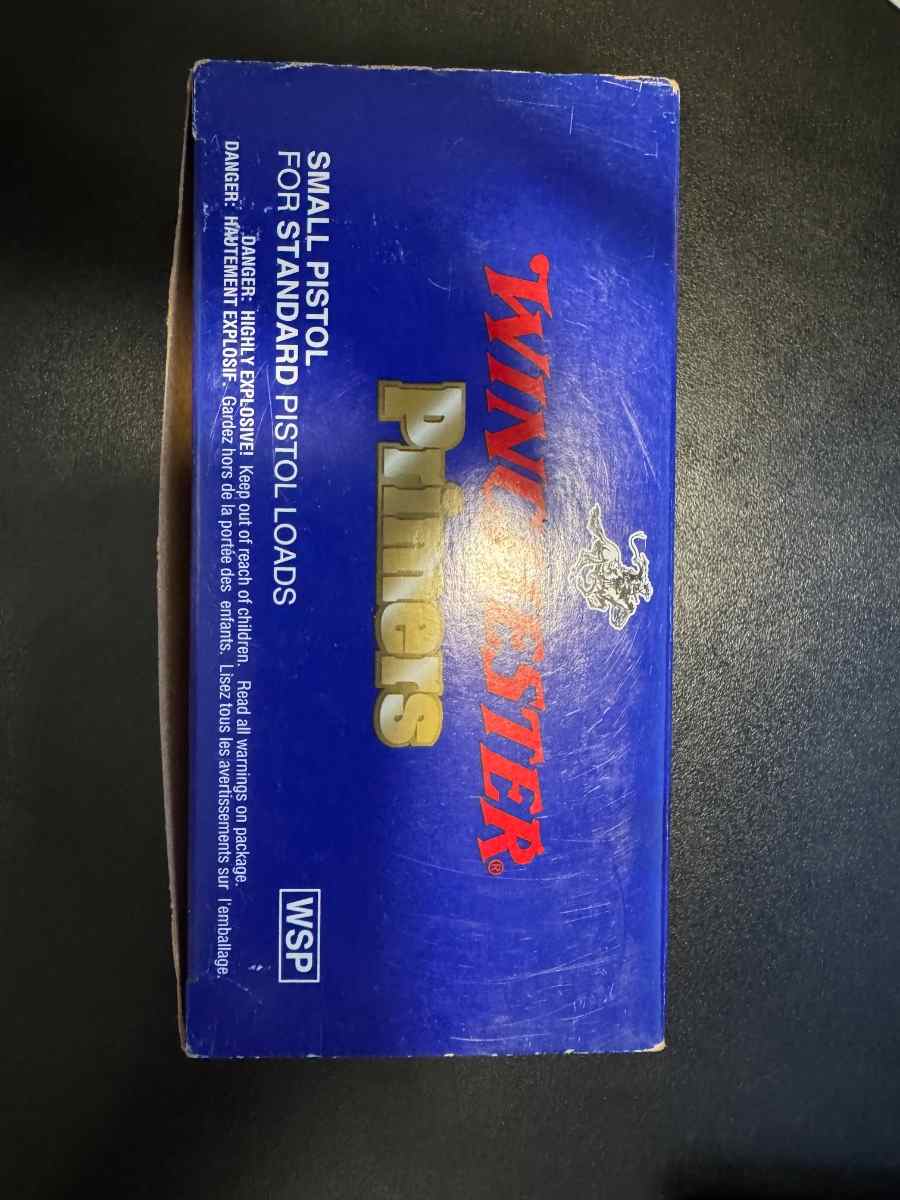 WINCHESTER®
Primers
SMALL PISTOL
FOR STANDARD PISTOL LOADS
WSP
DANGER: HIGHLY EXPLOSIVE! Keep out of reach of children. Read all warnings on package.
DANGER: HAUTEMENT EXPLOSIF. Gardez hors de la portée des enfants. Lisez tous les avertissements sur l'emballage.